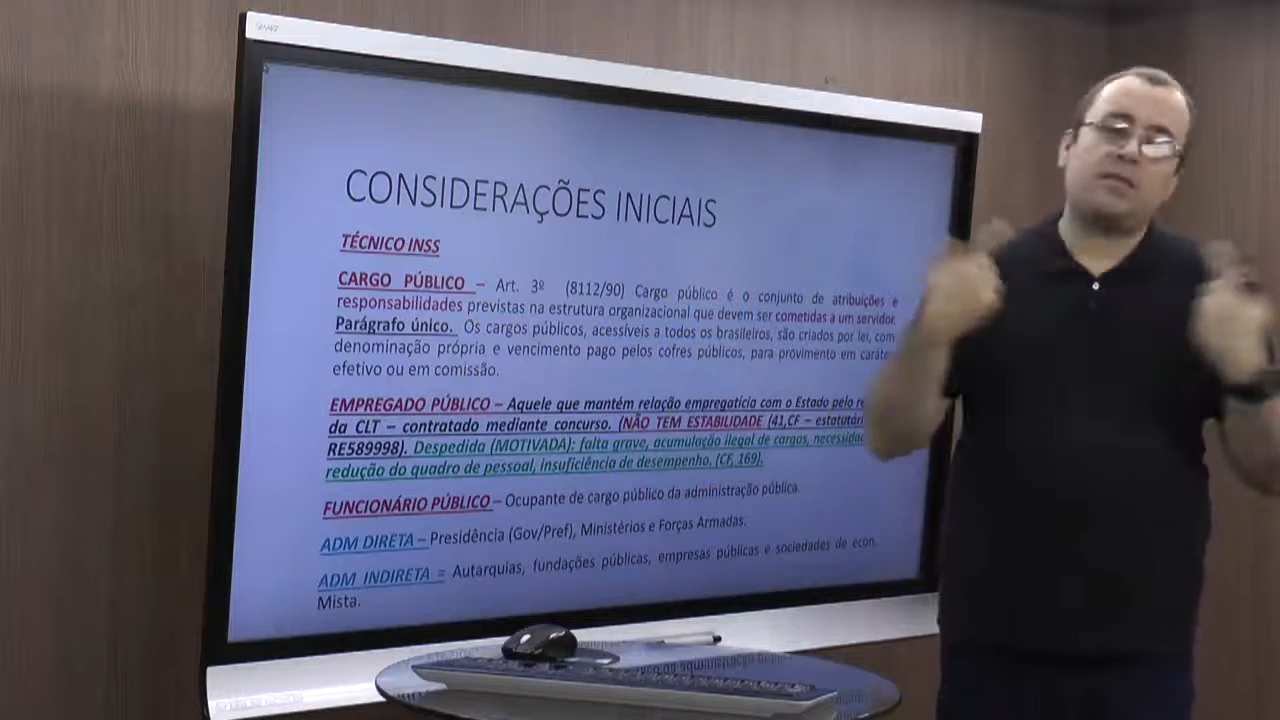 SMART
CONSIDERAÇÕES INICIAIS
TÉCNICO INSS
CARGO PÚBLICO – Art. 3º (8112/90) Cargo público é o conjunto de atribuições e
responsabilidades previstas na estrutura organizacional que devem ser cometidas a um servidor.
Parágrafo único. Os cargos públicos, acessíveis a todos os brasileiros, são criados por lei, com
denominação própria e vencimento pago pelos cofres públicos, para provimento em
efetivo ou em comissão.
EMPREGADO PÚBLICO – Aquele que mantém relação empregatícia com o Estado pelo
da CLT – contratado mediante concurso. (NÃO TEM ESTABILIDADE (41,CF –
RE589998). Despedida (MOTIVADA): falta grave, acumulação ilegal de cargos,
redução do quadro de pessoal, insuficiência de desempenho. (CF, 169).
FUNCIONÁRIO PÚBLICO – Ocupante de cargo público da administração pública.
ADM DIRETA – Presidência (Gov/Pref), Ministérios e Forças Armadas.
ADM INDIRETA = Autarquias, fundações públicas, empresas públicas e sociedades de econ.
Mista.